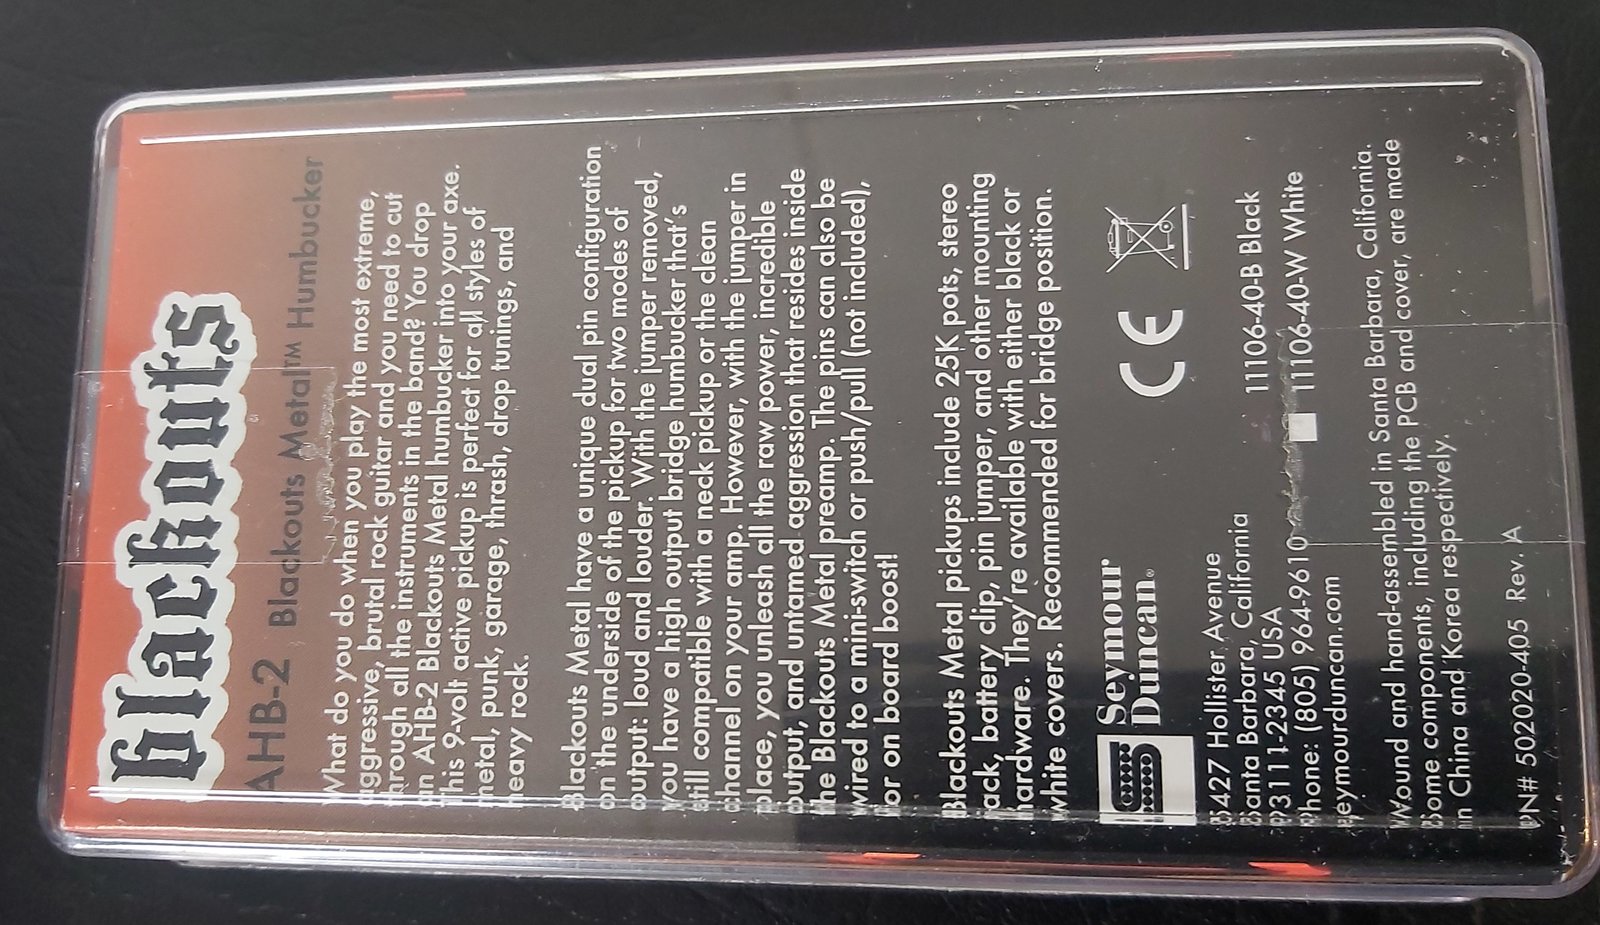 blackouts
AHB-2 Blackouts Metal™ Humbucker
What do you do when you play the most extreme,
aggressive, brutal rock guitar and you need to cut
through all the instruments in the band? You drop
an AHB-2 Blackouts Metal humbucker into your axe.
This 9-volt active pickup is perfect for all styles of
metal, punk, garage, thrash, drop tunings, and
heavy rock.
Blackouts Metal have a unique dual pin configuration
on the underside of the pickup for two modes of
output: loud and louder. With the jumper removed,
you have a high output bridge humbucker that's
still compatible with a neck pickup or the clean
channel on your amp. However, with the jumper in
place, you unleash all the raw power, incredible
output, and untamed aggression that resides inside
the Blackouts Metal preamp. The pins can also be
wired to a mini-switch or push/pull (not included),
for on board boost!
Blackouts Metal pickups include 25K pots, stereo
jack, battery clip, pin jumper, and other mounting
hardware. They're available with either black or
white covers. Recommended for bridge position.
Seymour
Duncan®
CE
5427 Hollister Avenue
Santa Barbara, California
93111-2345 USA
Phone: (805) 964-9610
seymourduncan.com
11106-40-B Black
11106-40-W White
Wound and hand-assembled in Santa Barbara, California.
Some components, including the PCB and cover, are made
in China and Korea respectively.
PN# 502020-405 Rev. A